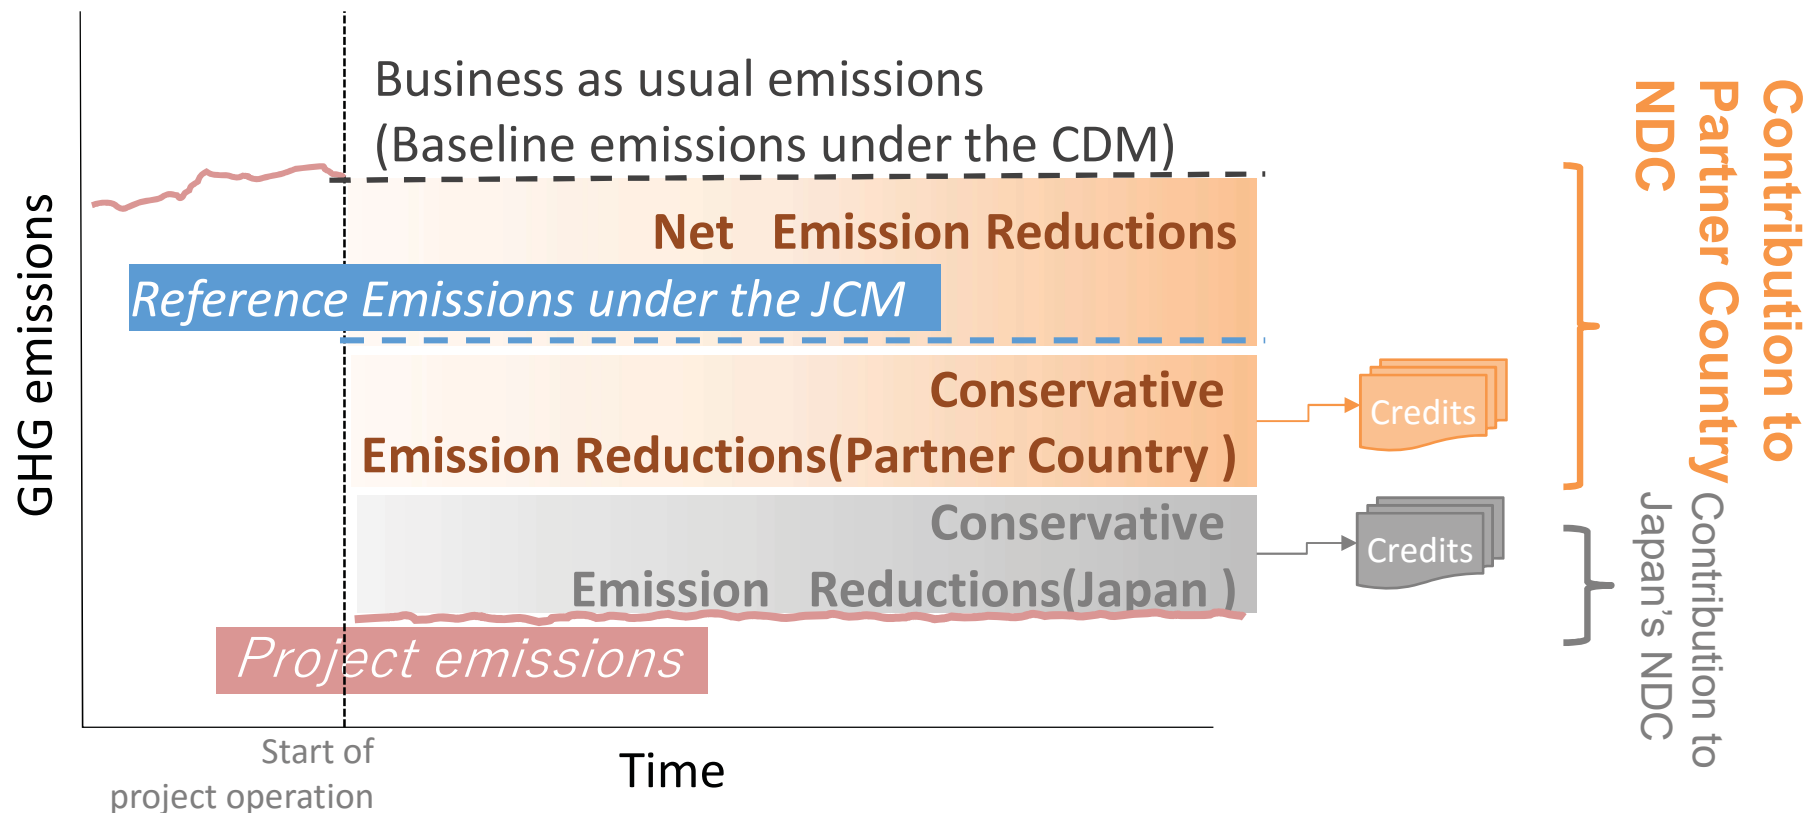 Business as usual emissions
(Baseline emissions under the CDM)
Net Emission Reductions
Reference Emissions under the JCM
Conservative
Emission Reductions(Partner Country )
Credits
Conservative
Emission Reductions(Japan )
Credits
Project emissions
GHG emissions
Start of
project operation
Time
Contribution to
Partner Country
NDC
Contribution to
Japan’s NDC